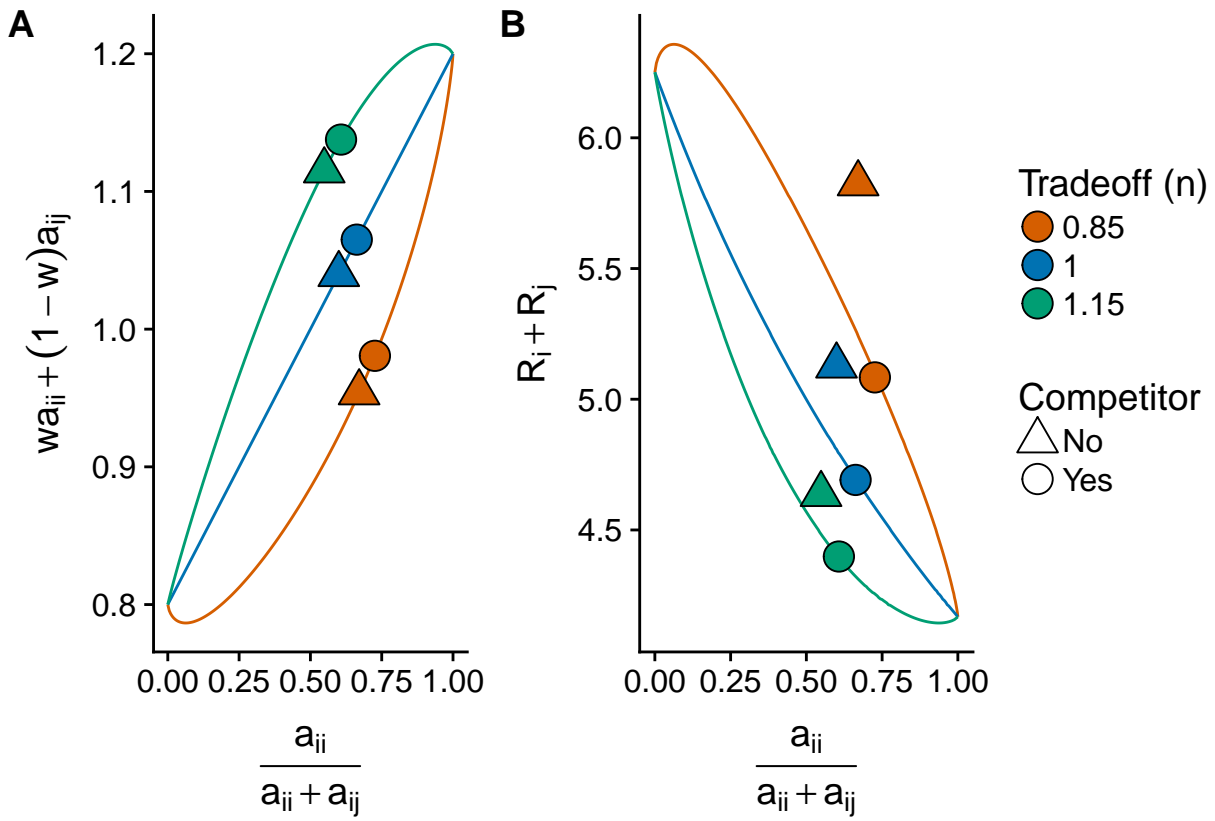 A
wa_ii + (1 − w)a_ij
1.2
1.1
1.0
0.9
0.8
0.00 0.25 0.50 0.75 1.00
a_ii
a_ii + a_ij
B
R_i + R_j
6.0
5.5
5.0
4.5
0.00 0.25 0.50 0.75 1.00
a_ii
a_ii + a_ij
Tradeoff (n)
0.85
1
1.15
Competitor
No
Yes